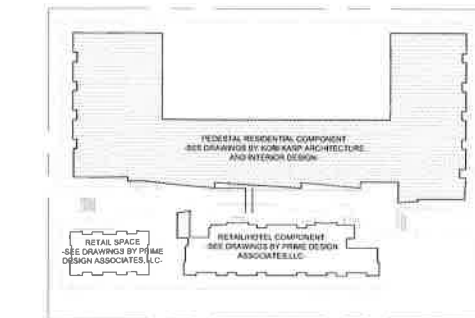 PEDESTAL RESIDENTIAL COMPONENT
-SEE DRAWINGS BY KOBI KARP ARCHITECTURE
AND INTERIOR DESIGN-
RETAIL/HOTEL COMPONENT
-SEE DRAWINGS BY PRIME DESIGN
ASSOCIATES,LLC-
RETAIL SPACE
-SEE DRAWINGS BY PRIME
DESIGN ASSOCIATES,LLC-